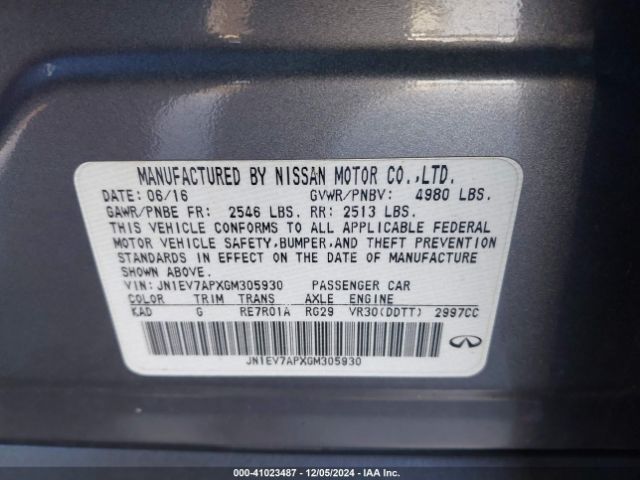 MANUFACTURED BY NISSAN MOTOR CO.,LTD.
DATE: 06/16 GVWR/PNBV: 4980 LBS.
GAWR/PNBE FR: 2546 LBS. RR: 2513 LBS.
THIS VEHICLE CONFORMS TO ALL APPLICABLE FEDERAL
MOTOR VEHICLE SAFETY,BUMPER,AND THEFT PREVENTION
STANDARDS IN EFFECT ON THE DATE OF MANUFACTURE
SHOWN ABOVE.
VIN: JN1EV7APXGM305930 PASSENGER CAR
COLOR TRIM TRANS AXLE ENGINE
KAD G RE7R01A RG29 VR30(DDTT) 2997CC
JN1EV7APXGM305930
000-41023487 - 12/05/2024 - IAAI.COM